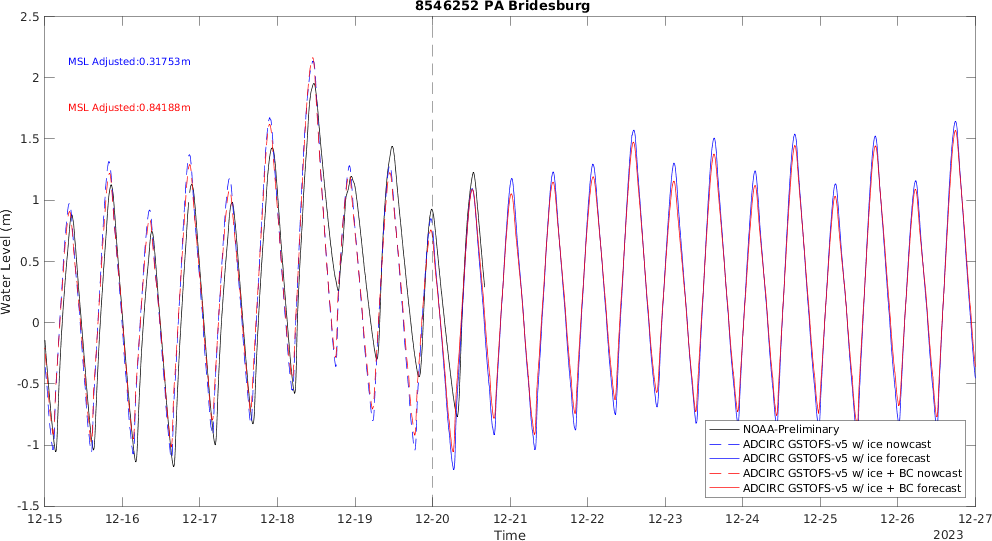 8546252 PA Bridesburg
MSL Adjusted:0.31753m
MSL Adjusted:0.84188m
Water Level (m)
2.5
2
1.5
1
0.5
0
-0.5
-1
-1.5
NOAA-Preliminary
ADCIRC GSTOFS-v5 w/ ice nowcast
ADCIRC GSTOFS-v5 w/ ice forecast
ADCIRC GSTOFS-v5 w/ ice + BC nowcast
ADCIRC GSTOFS-v5 w/ ice + BC forecast
12-15 12-16 12-17 12-18 12-19 12-20 12-21 12-22 12-23 12-24 12-25 12-26 12-27
Time
2023